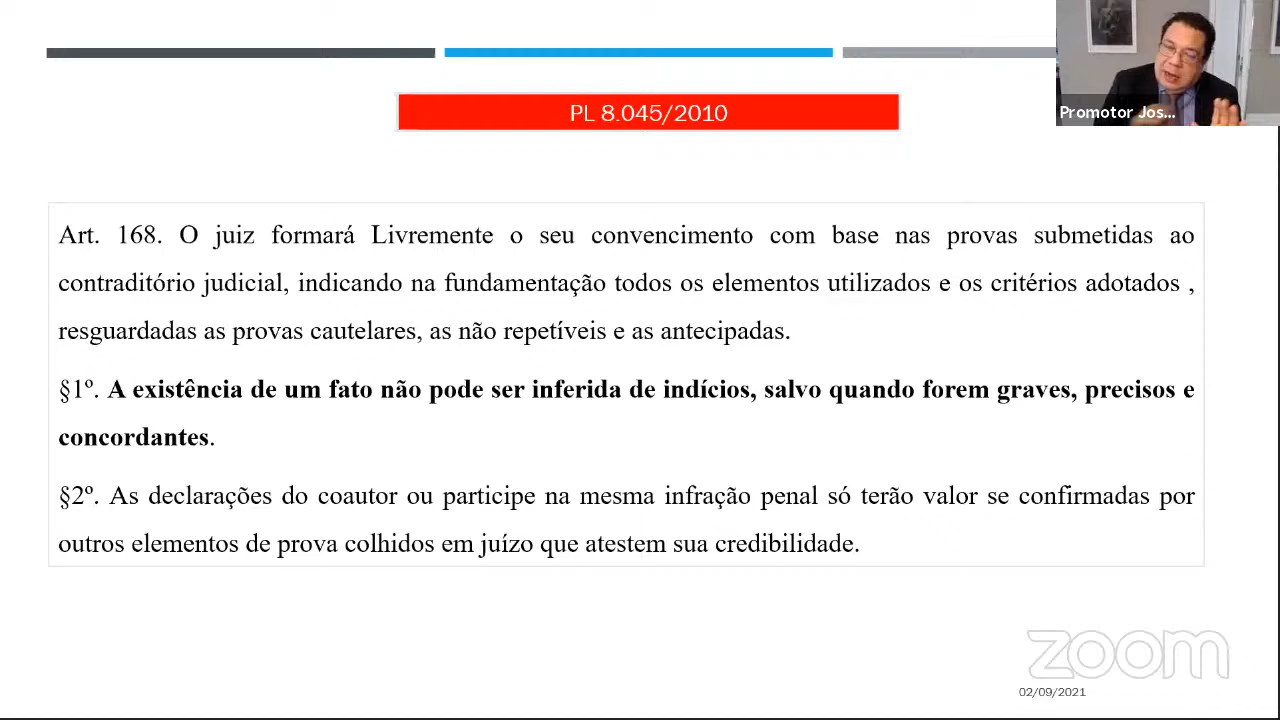 PL 8.045/2010
Promotor Jos...
Art. 168. O juiz formará Livremente o seu convencimento com base nas provas submetidas ao
contraditório judicial, indicando na fundamentação todos os elementos utilizados e os critérios adotados ,
resguardadas as provas cautelares, as não repetíveis e as antecipadas.
§1º. A existência de um fato não pode ser inferida de indícios, salvo quando forem graves, precisos e
concordantes.
§2º. As declarações do coautor ou participe na mesma infração penal só terão valor se confirmadas por
outros elementos de prova colhidos em juízo que atestem sua credibilidade.
zoom
02/09/2021